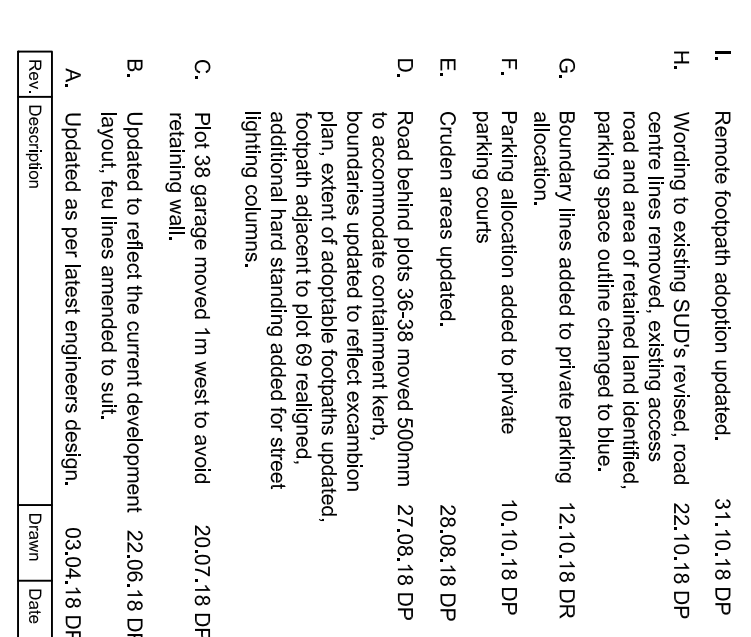 I. Remote footpath adoption updated. 31.10.18 DP
H. Wording to existing SUD's revised, road 22.10.18 DP
centre lines removed, existing access
road and area of retained land identified,
parking space outline changed to blue.
G. Boundary lines added to private parking 12.10.18 DR
allocation.
F. Parking allocation added to private 10.10.18 DP
parking courts
E. Cruden areas updated. 28.08.18 DP
D. Road behind plots 36-38 moved 500mm 27.08.18 DP
to accommodate containment kerb,
boundaries updated to reflect excambion
plan, extent of adoptable footpaths updated,
footpath adjacent to plot 69 realigned,
additional hard standing added for street
lighting columns.
C. Plot 38 garage moved 1m west to avoid 20.07.18 DP
retaining wall.
B. Updated to reflect the current development 22.06.18 DP
layout, feu lines amended to suit.
A. Updated as per latest engineers design. 03.04.18 DP
Rev. Description Drawn Date